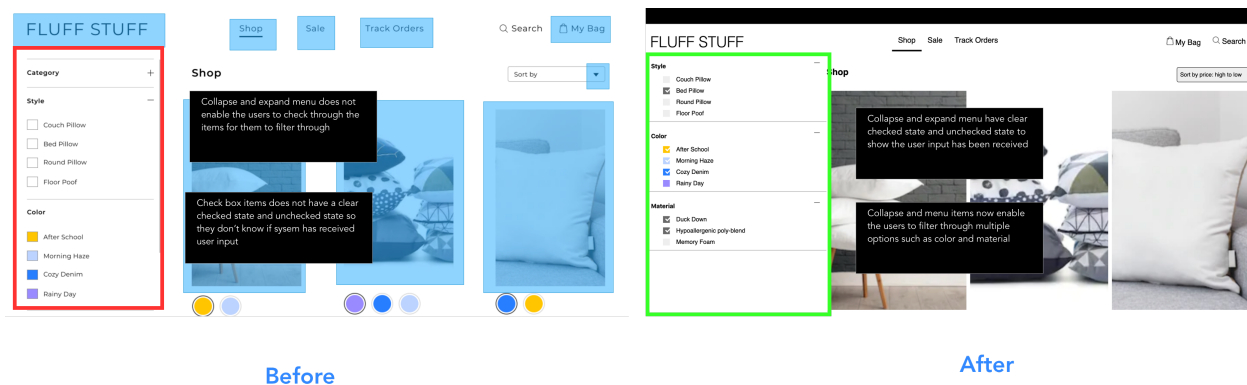 FLUFF STUFF
Shop
Sale
Track Orders
Search
My Bag
Category
Style
Couch Pillow
Bed Pillow
Round Pillow
Floor Poof
Color
After School
Morning Haze
Cozy Denim
Rainy Day
Shop
Sort by
Collapse and expand menu does not
enable the users to check through the
items for them to filter through
Check box items does not have a clear
checked state and unchecked state so
they don't know if sysem has received
user input
Before
FLUFF STUFF
Shop
Sale
Track Orders
My Bag
Search
Style
Couch Pillow
Bed Pillow
Round Pillow
Floor Poof
Color
After School
Morning Haze
Cozy Denim
Rainy Day
Material
Duck Down
Hypoallergenic poly-blend
Memory Foam
Shop
Sort by price: high to low
Collapse and expand menu have clear
checked state and unchecked state to
show the user input has been received
Collapse and menu items now enable
the users to filter through multiple
options such as color and material
After